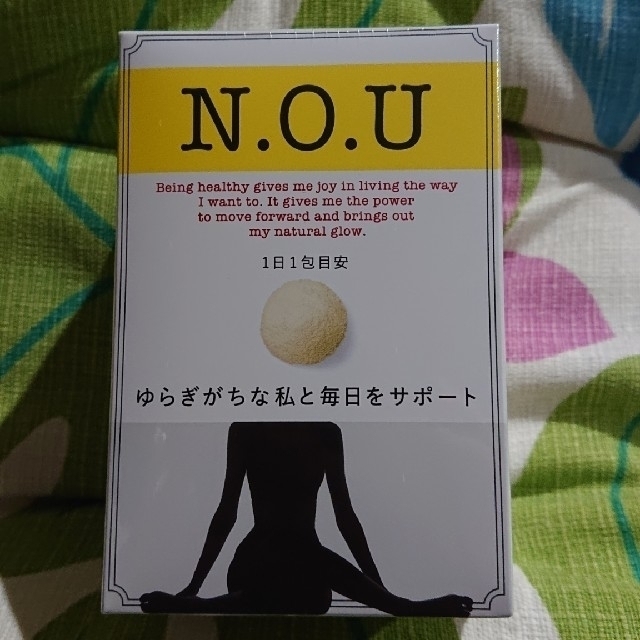 N.O.U
Being healthy gives me joy in living the way
I want to. It gives me the power
to move forward and brings out
my natural glow.
1日1包目安
ゆらぎがちな私と毎日をサポート